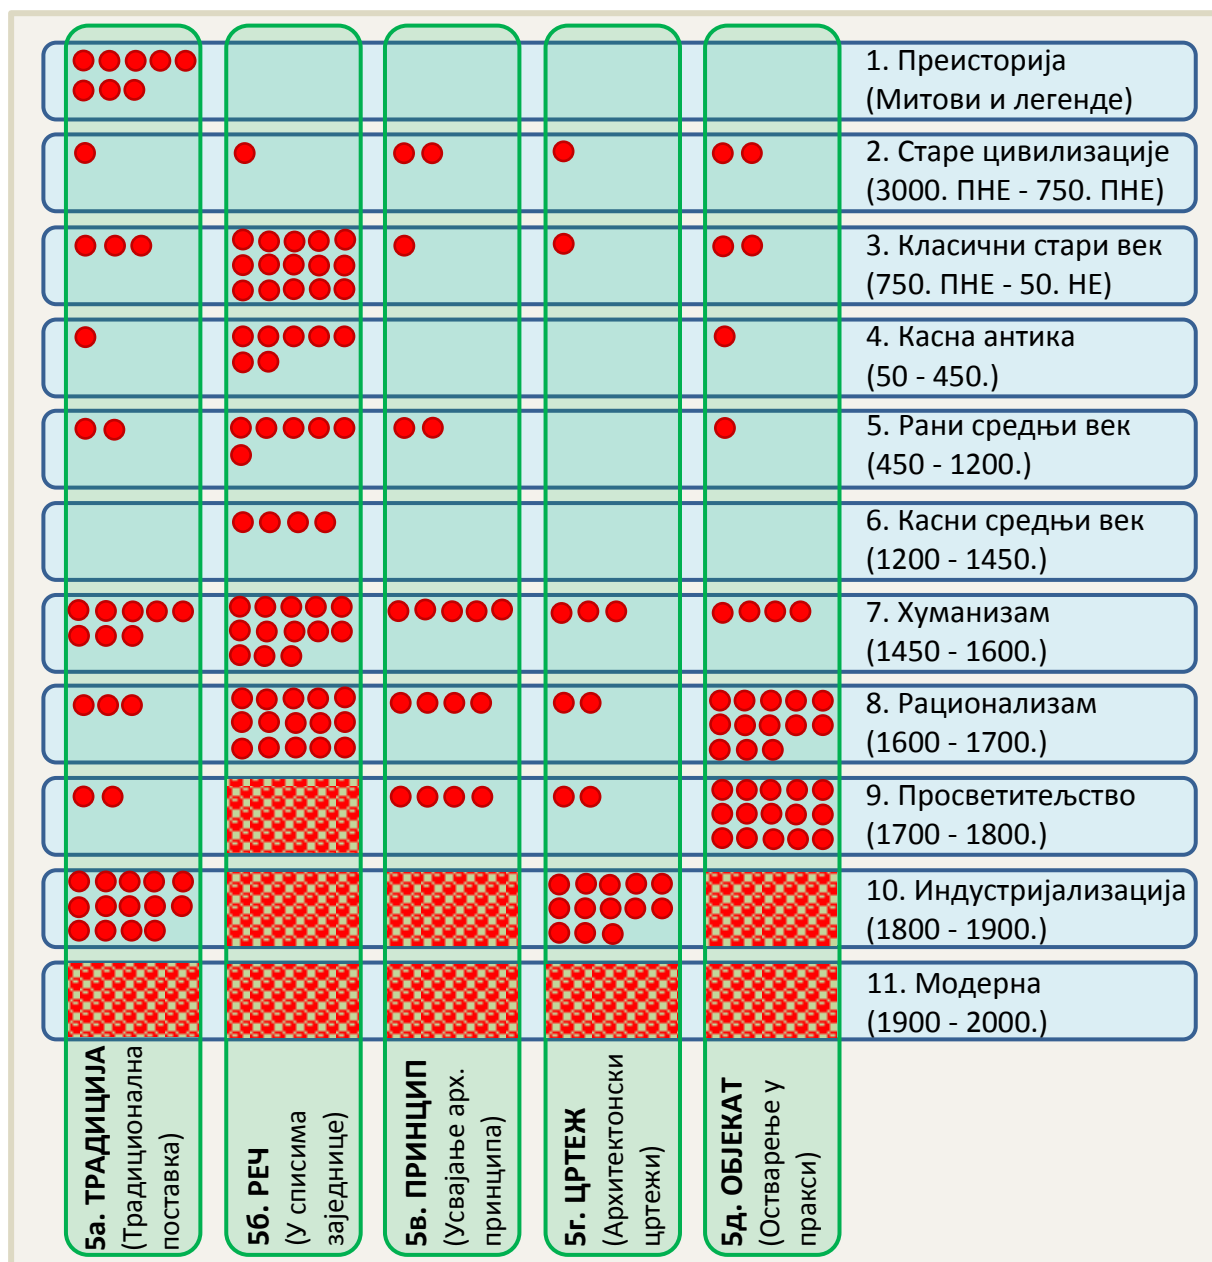 1. Преисторија
(Митови и легенде)
2. Старе цивилизације
(3000. ПНЕ - 750. ПНЕ)
3. Класични стари век
(750. ПНЕ - 50. НЕ)
4. Касна антика
(50 - 450.)
5. Рани средњи век
(450 - 1200.)
6. Касни средњи век
(1200 - 1450.)
7. Хуманизам
(1450 - 1600.)
8. Рационализам
(1600 - 1700.)
9. Просветитељство
(1700 - 1800.)
10. Индустријализација
(1800 - 1900.)
11. Модерна
(1900 - 2000.)
5а. ТРАДИЦИЈА
(Традиционална
поставка)
5б. РЕЧ
(У списима
заједнице)
5в. ПРИНЦИП
(Усвајање арх.
принципа)
5г. ЦРТЕЖ
(Архитектонски
цртежи)
5д. ОБЈЕКАТ
(Остварење у
пракси)